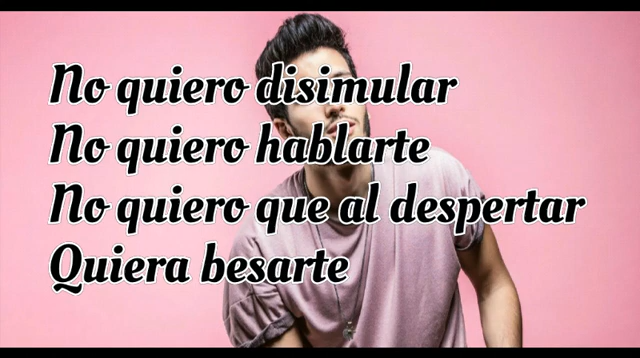 No quiero disimular
No quiero hablarte
No quiero que al despertar
Quiera besarte